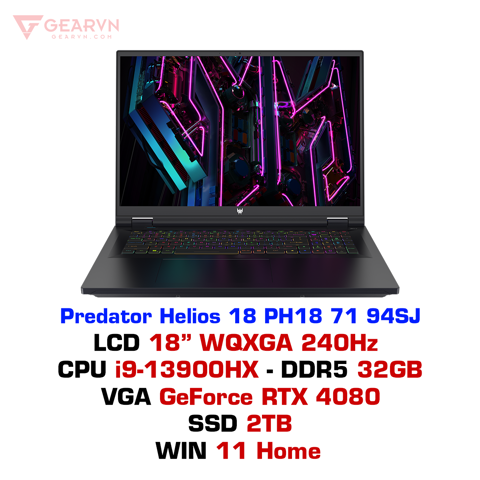 GEARVN
GEARVN.COM
Predator Helios 18 PH18 71 94SJ
LCD 18” WQXGA 240Hz
CPU i9-13900HX - DDR5 32GB
VGA GeForce RTX 4080
SSD 2TB
WIN 11 Home